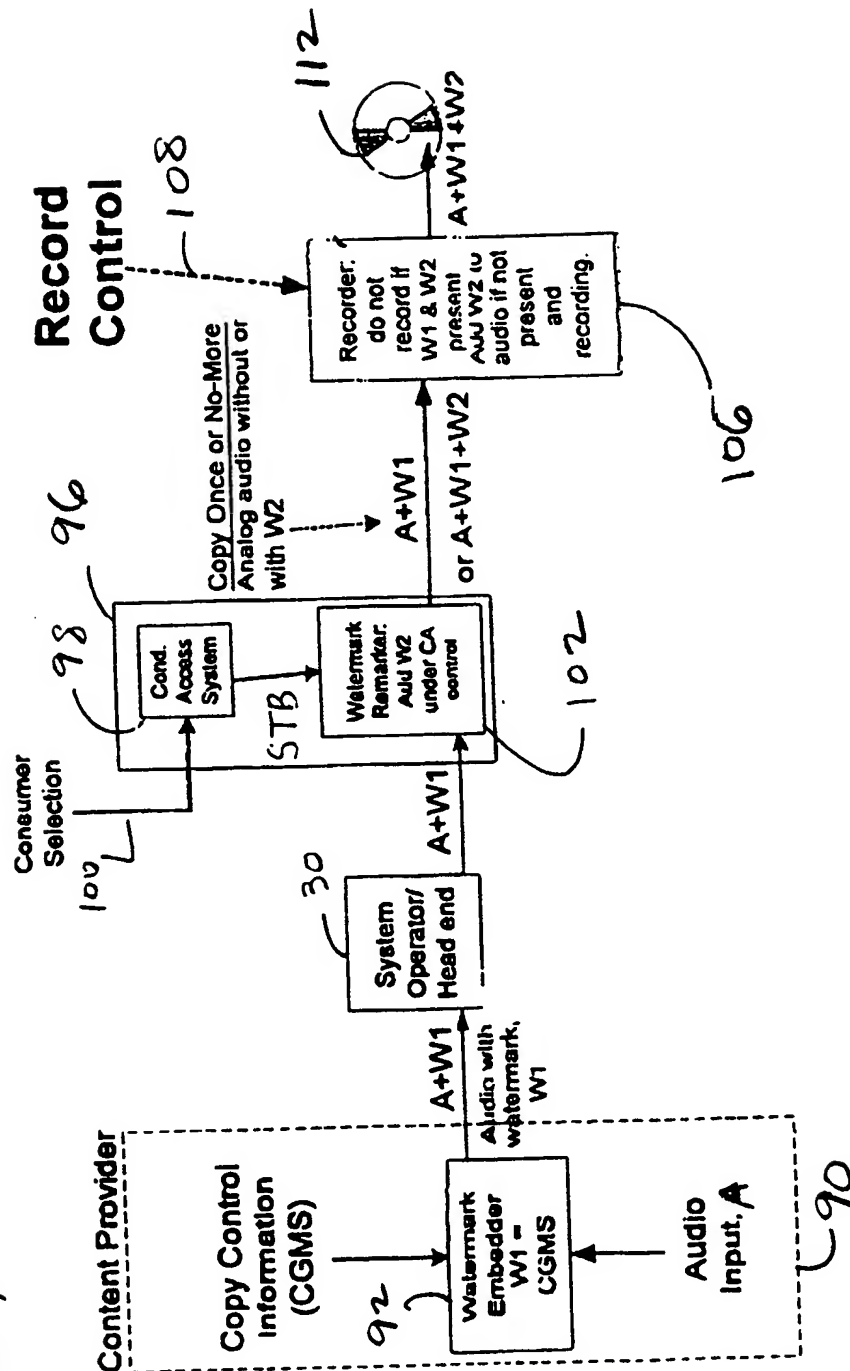 Content Provider
Copy Control
Information
(CGMS)
92
Watermark
Embedder
W1 =
CGMS
Audio
Input, A
90
A+W1
Audio with
watermark,
W1
30
System
Operator/
Head end
A+W1
Consumer
Selection
100
98
96
Cond.
Access
System
STB
Watermark
Remarker:
Add W2
under CA
control
102
Copy Once or No-More
Analog audio without or
with W2
A+W1
or A+W1+W2
Record
Control
108
Recorder:
do not
record if
W1 & W2
present
Add W2 to
audio if not
present
and
recording.
106
A+W1+W2
112